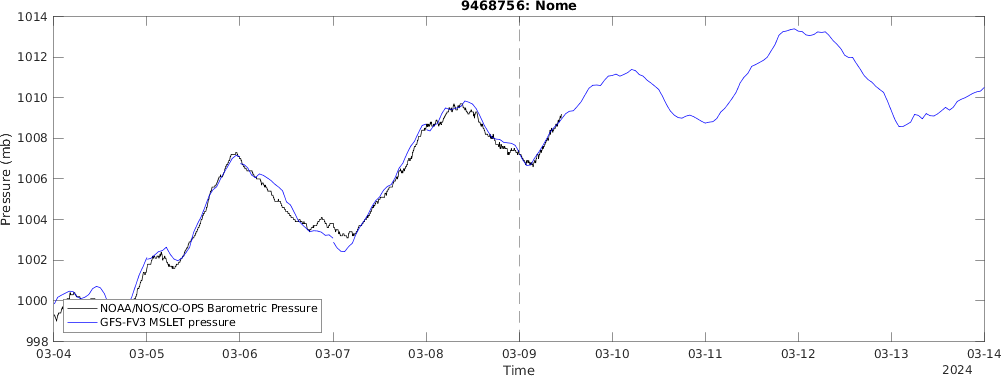 9468756: Nome
1014
1012
1010
1008
1006
1004
1002
1000
998
Pressure (mb)
NOAA/NOS/CO-OPS Barometric Pressure
GFS-FV3 MSLET pressure
03-04 03-05 03-06 03-07 03-08 03-09 03-10 03-11 03-12 03-13 03-14
Time
2024